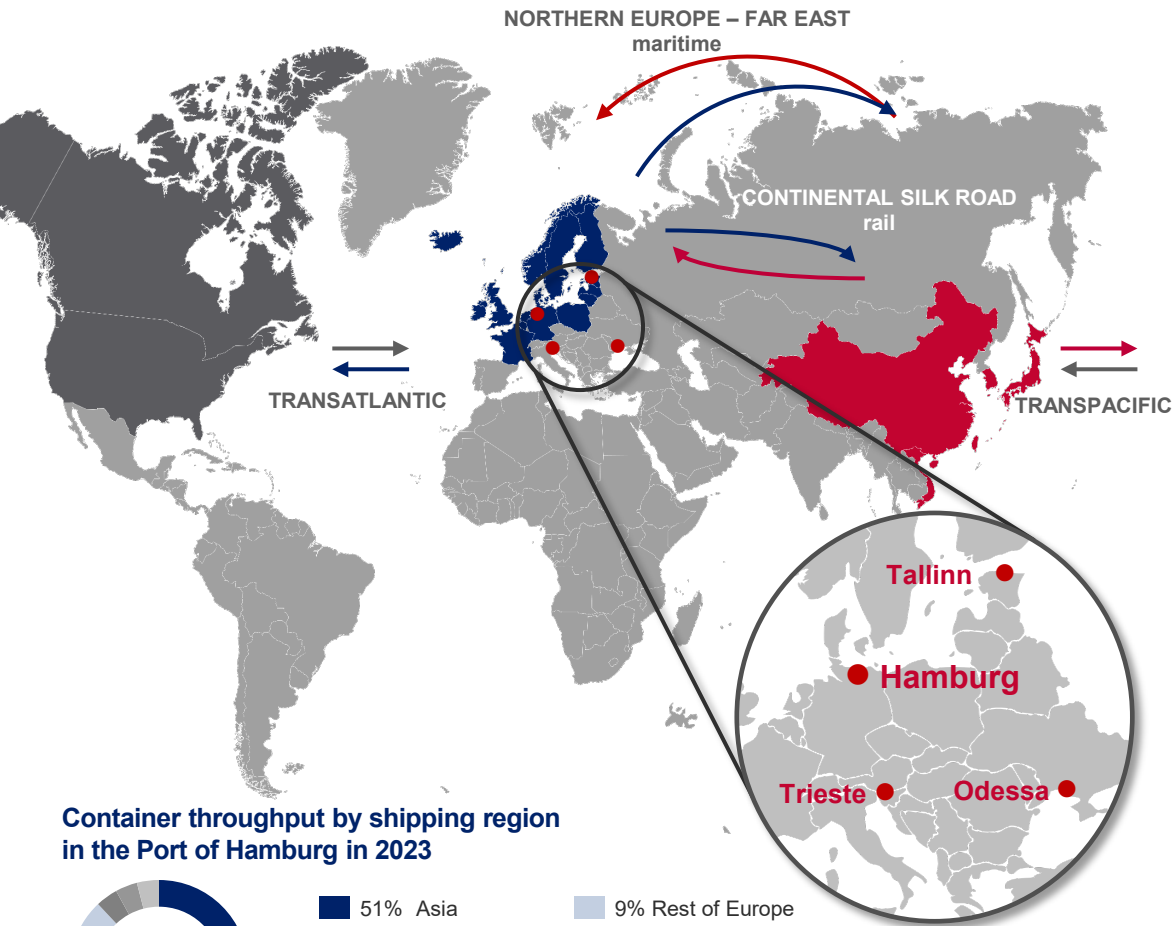 NORTHERN EUROPE – FAR EAST
maritime
CONTINENTAL SILK ROAD
rail
TRANSATLANTIC
TRANSPACIFIC
Tallinn
Hamburg
Trieste
Odessa
Container throughput by shipping region
in the Port of Hamburg in 2023
51% Asia
9% Rest of Europe